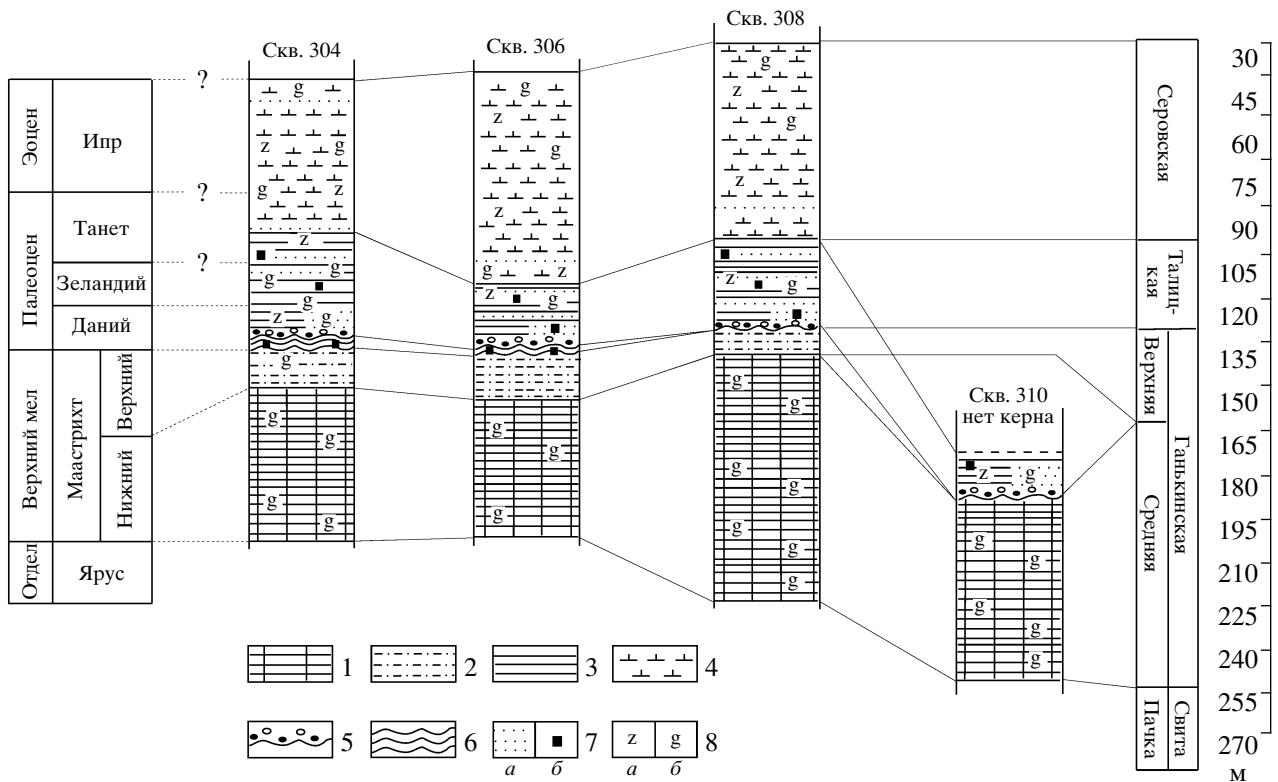 Скв. 304
Скв. 306
Скв. 308
Скв. 310
нет керна
Эоцен
Ипр
Палеоцен
Танет
Зеландий
Даний
Верхний мел
Маастрихт
Верхний
Нижний
Отдел
Ярус
?
?
?
g
z
g
g
z
z
g
g
g
z
g
g
g
g
g
g
g
z
g
z
g
g
z
z
g
g
g
g
g
z
g
z
z
g
g
g
g
g
g
g
g
g
z
g
g
g
g
g
g
Серовская
Талиц-
кая
Верхняя
Средняя
Ганькинская
Пачка
Свита
30
45
60
75
90
105
120
135
150
165
180
195
210
225
240
255
270
м
1
2
3
4
5
6
7
z
g
8
а
б
а
б